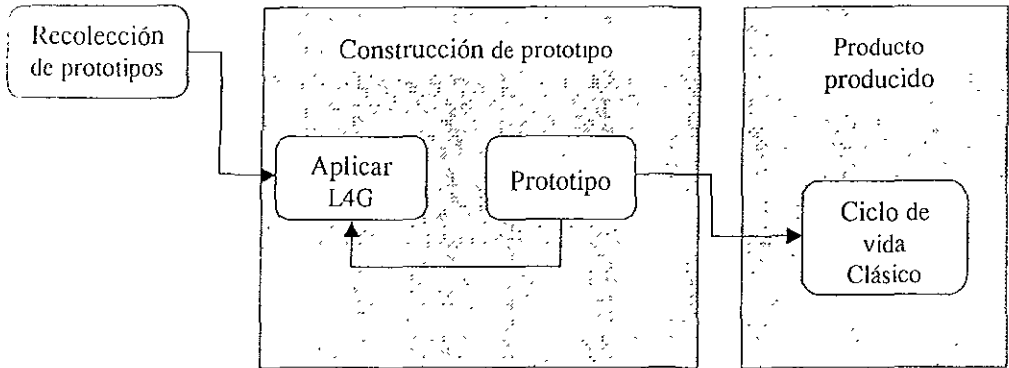 Recolección
de prototipos
Construcción de prototipo
Aplicar
L4G
Prototipo
Producto
producido
Ciclo de
vida
Clásico